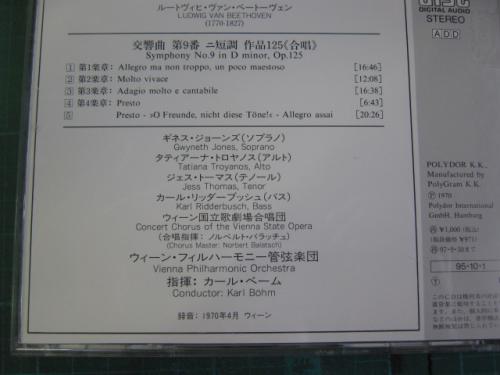 ルートヴィヒ・ヴァン・ベートーヴェン
LUDWIG VAN BEETHOVEN
(1770-1827)
交響曲 第9番 ニ短調 作品125《合唱》
Symphony No.9 in D minor, Op.125
1 第1楽章： Allegro ma non troppo, un poco maestoso [16:46]
2 第2楽章： Molto vivace [12:08]
3 第3楽章： Adagio molto e cantabile [16:38]
4 第4楽章： Presto [6:43]
5 Presto - »O Freunde, nicht diese Töne!« - Allegro assai [20:26]
ギネス・ジョーンズ(ソプラノ)
Gwyneth Jones, Soprano
タティアーナ・トロヤノス(アルト)
Tatiana Troyanos, Alto
ジェス・トーマス(テノール)
Jess Thomas, Tenor
カール・リッダーブッシュ(バス)
Karl Ridderbusch, Bass
ウィーン国立歌劇場合唱団
Concert Chorus of the Vienna State Opera
(合唱指揮：ノルベルト・バラッチュ)
(Chorus Master: Norbert Balatsch)
ウィーン・フィルハーモニー管弦楽団
Vienna Philharmonic Orchestra
指揮：カール・ベーム
Conductor: Karl Böhm
録音：1970年4月 ウィーン
DIGITAL AUDIO
STEREO
ADD
POLYDOR K.K.,
Manufactured by
PolyGram K.K.
Ⓟ 1970
Polydor International
GmbH, Hamburg
¥1,000(税込)
(税抜価格 ¥971)
95·10·1